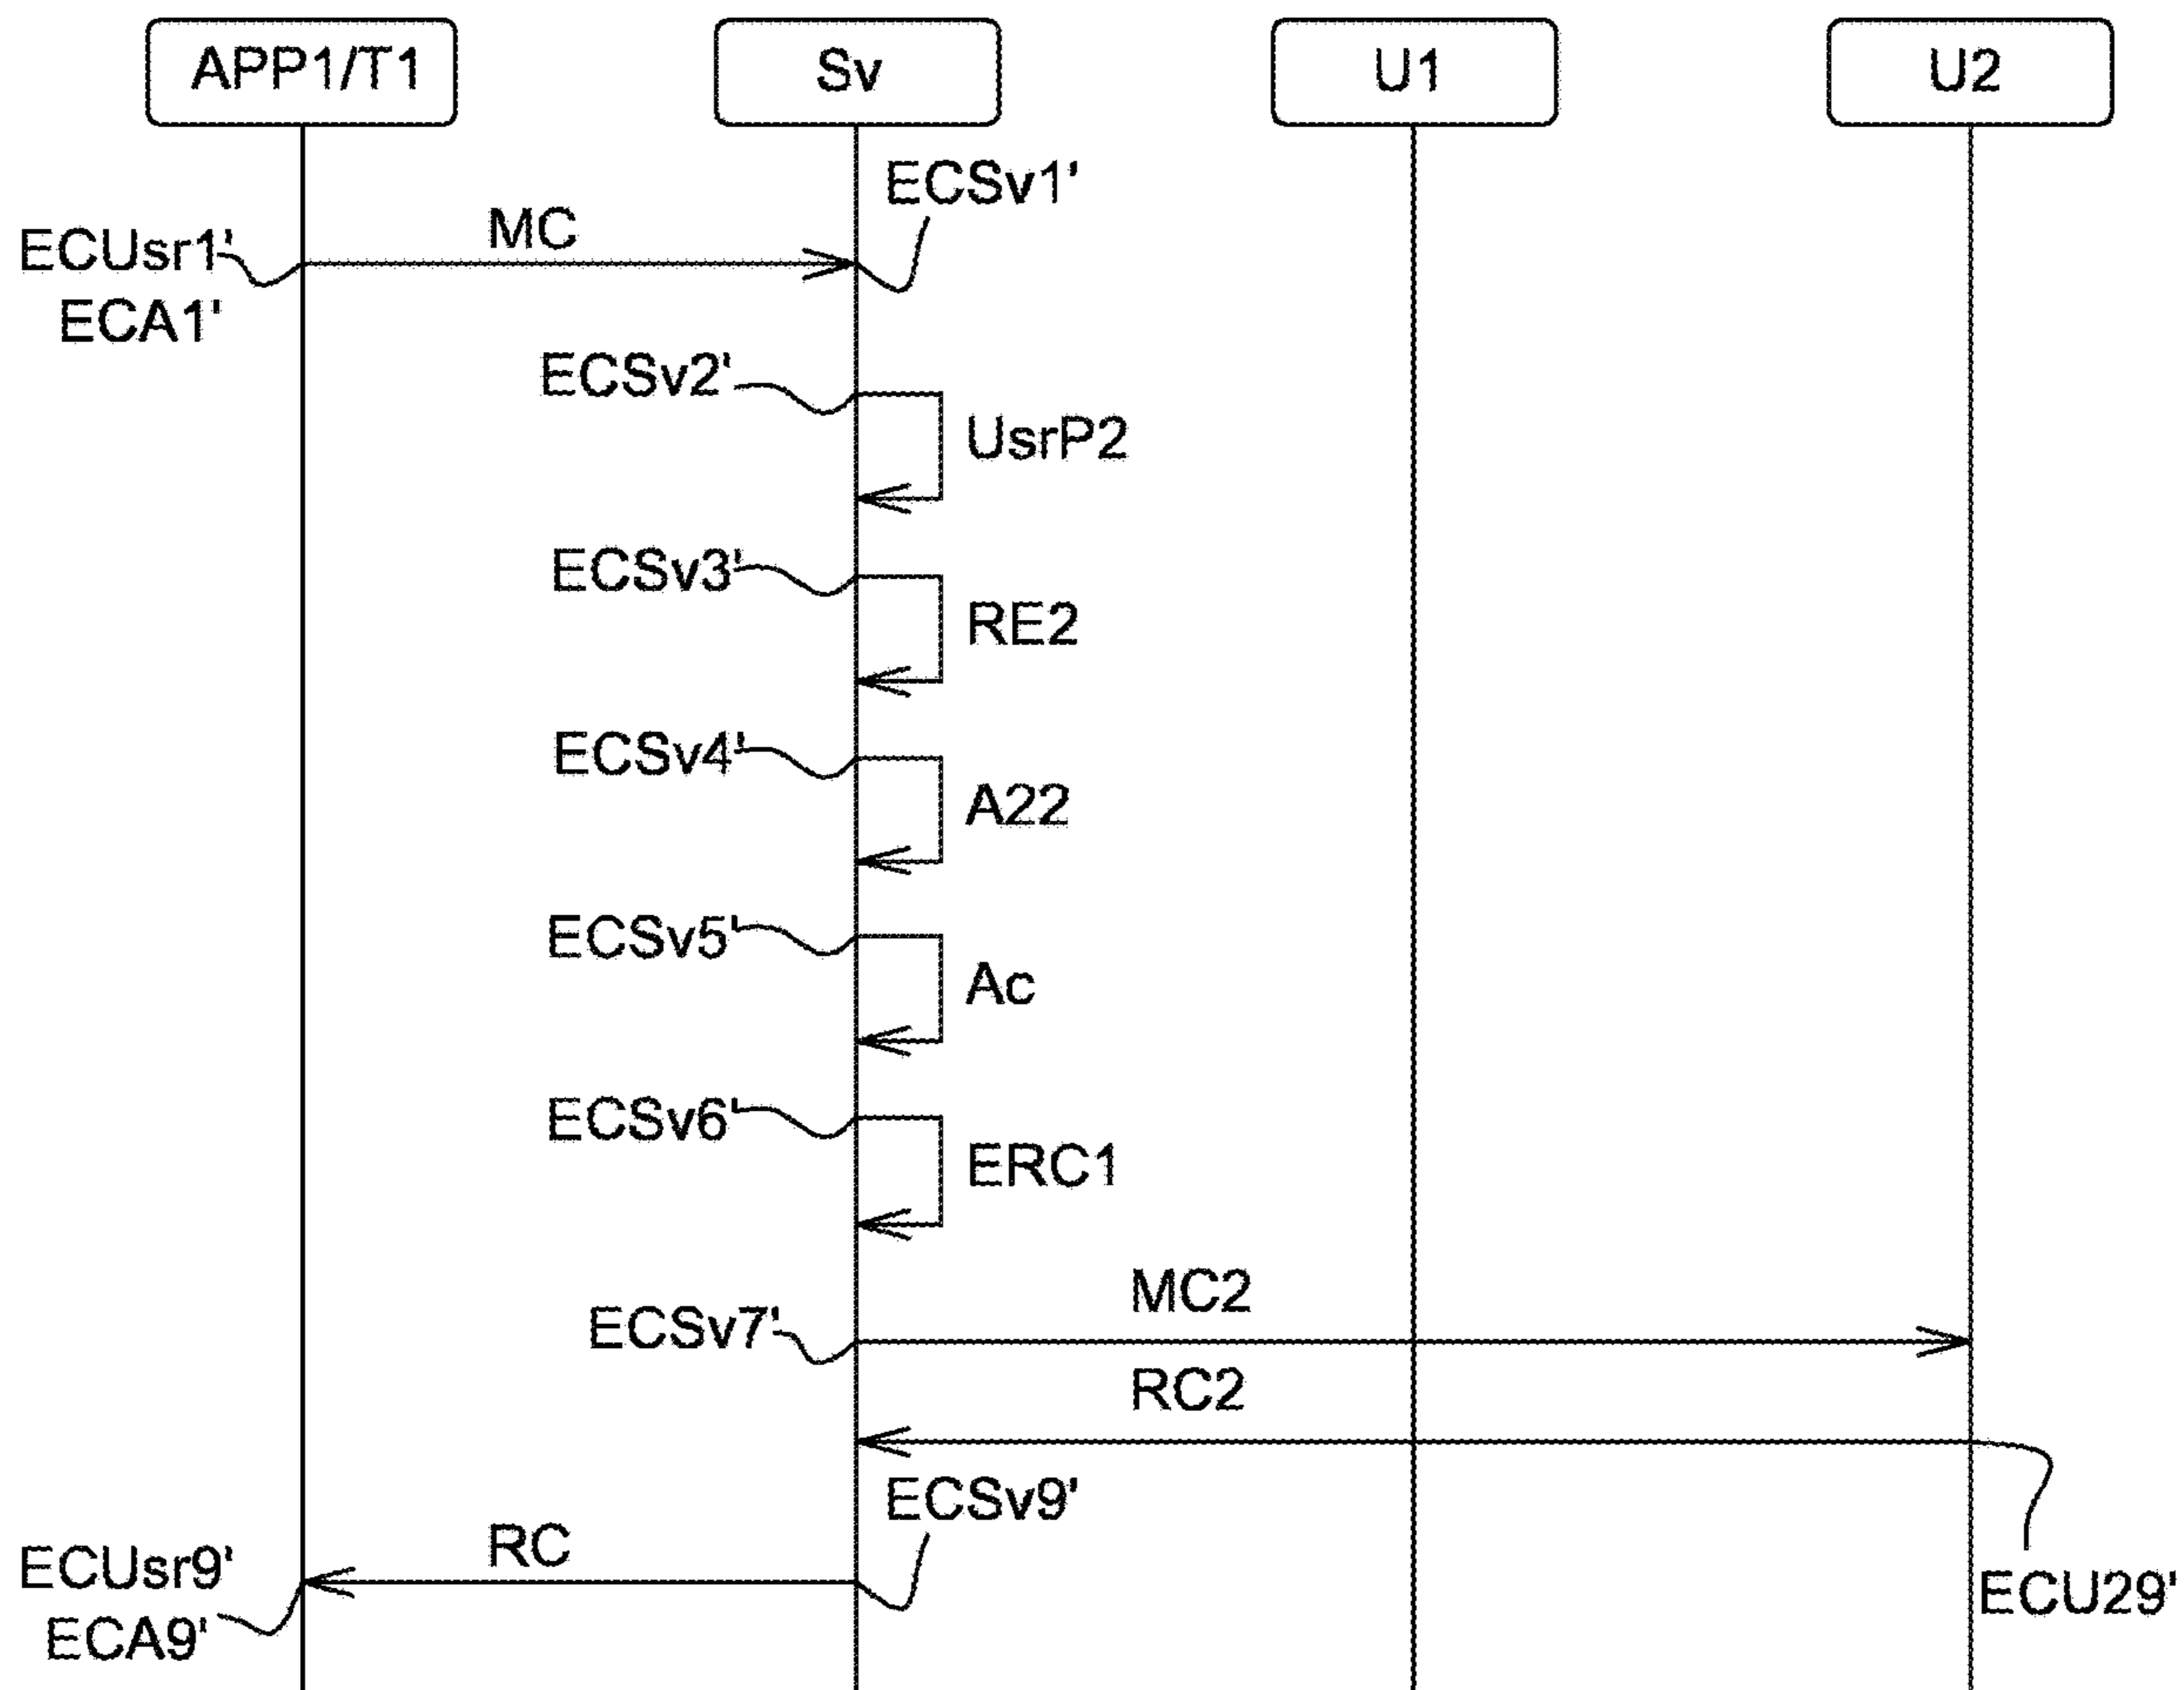 APP1/T1
Sv
U1
U2
ECSv1'
MC
ECUsr1'
ECA1'
ECSv2'
UsrP2
ECSv3'
RE2
ECSv4'
A22
ECSv5'
Ac
ECSv6'
ERC1
MC2
ECSv7'
RC2
ECSv9'
RC
ECUsr9'
ECA9'
ECU29'